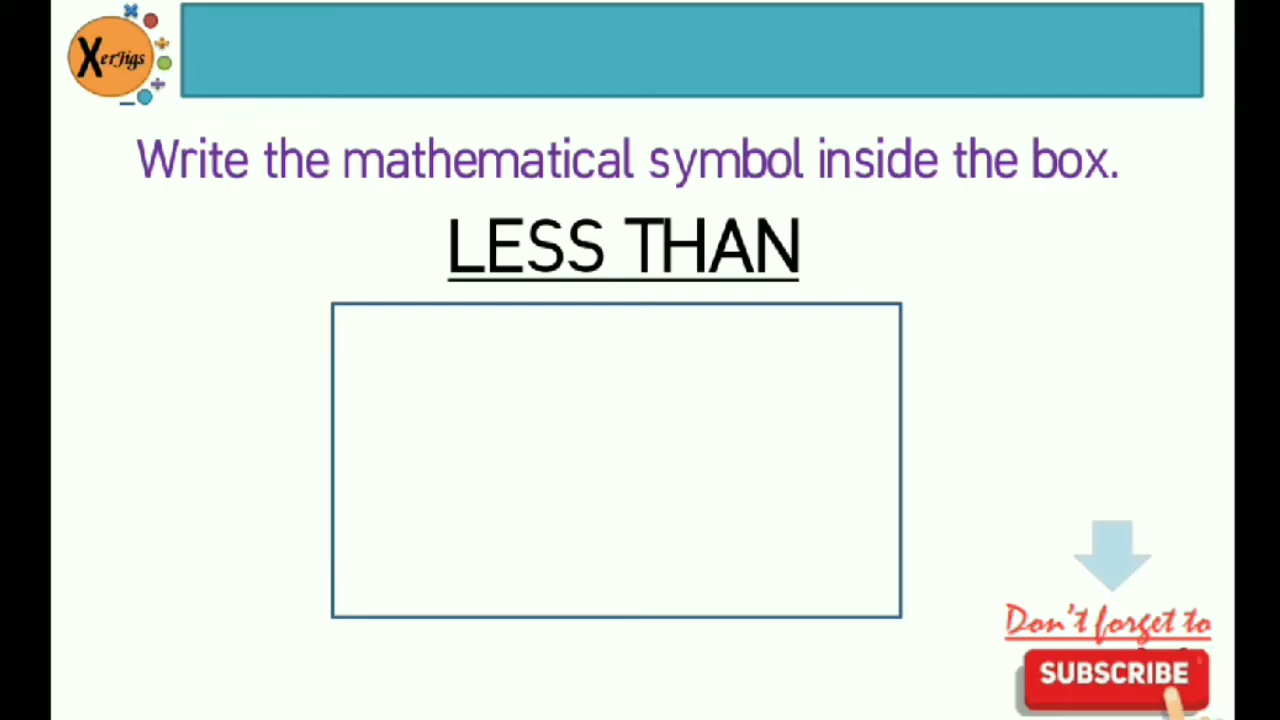 XerJigs
Write the mathematical symbol inside the box.
LESS THAN
Don't forget to
SUBSCRIBE